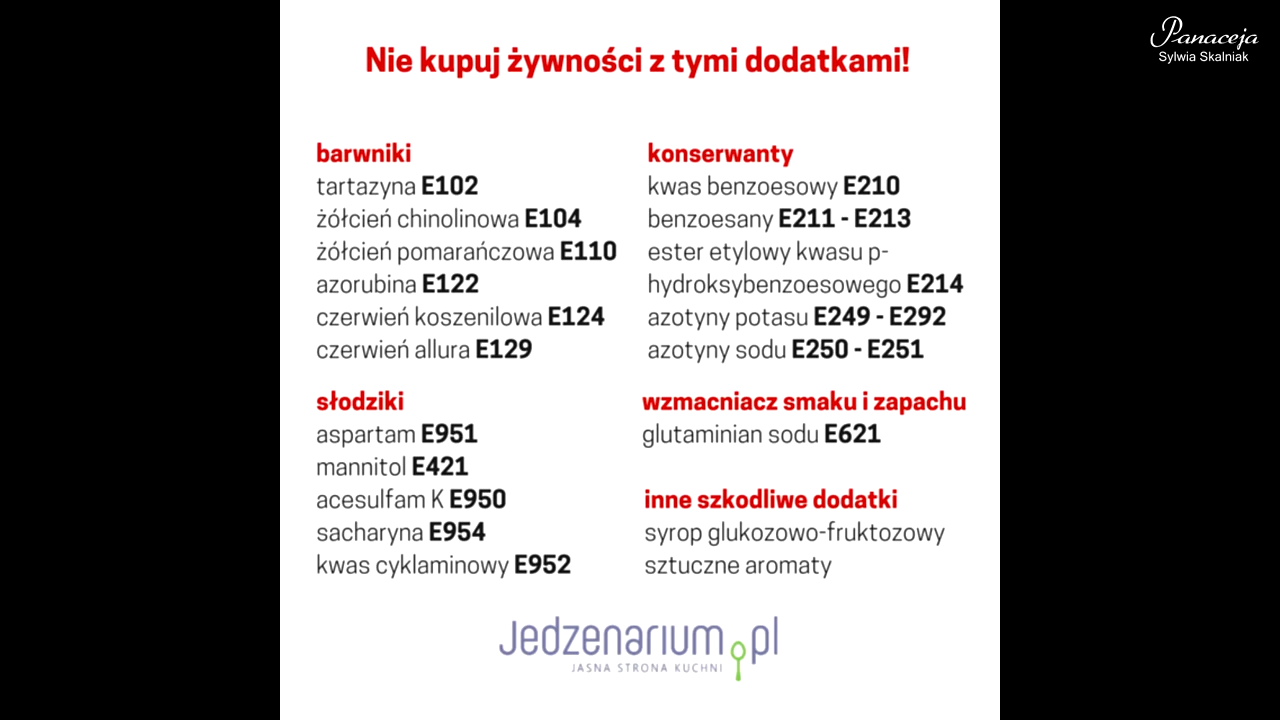 Panaceja
Sylwia Skalniak
Nie kupuj żywności z tymi dodatkami!
barwniki
tartazyna E102
żółcień chinolinowa E104
żółcień pomarańczowa E110
azorubina E122
czerwień koszenilowa E124
czerwień allura E129
słodziki
aspartam E951
mannitol E421
acesulfam K E950
sacharyna E954
kwas cyklaminowy E952
konserwanty
kwas benzoesowy E210
benzoesany E211 - E213
ester etylowy kwasu p-
hydroksybenzoesowego E214
azotyny potasu E249 - E292
azotyny sodu E250 - E251
wzmacniacz smaku i zapachu
glutaminian sodu E621
inne szkodliwe dodatki
syrop glukozowo-fruktozowy
sztuczne aromaty
Jedzenarium.pl
JASNA STRONA KUCHNI